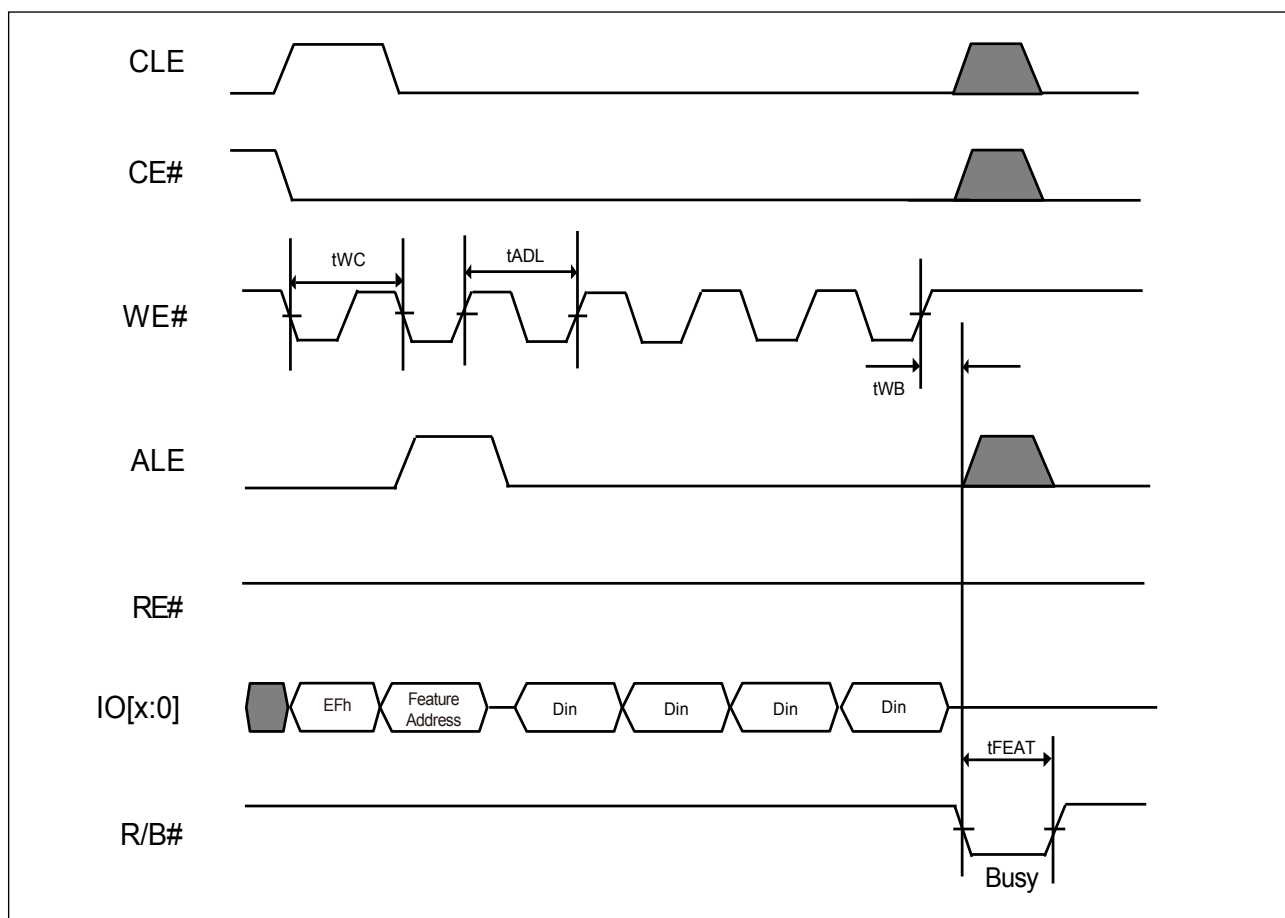 CLE
CE#
tWC
tADL
WE#
tWB
ALE
RE#
IO[x:0]
EFh
Feature
Address
Din
Din
Din
Din
tFEAT
R/B#
Busy